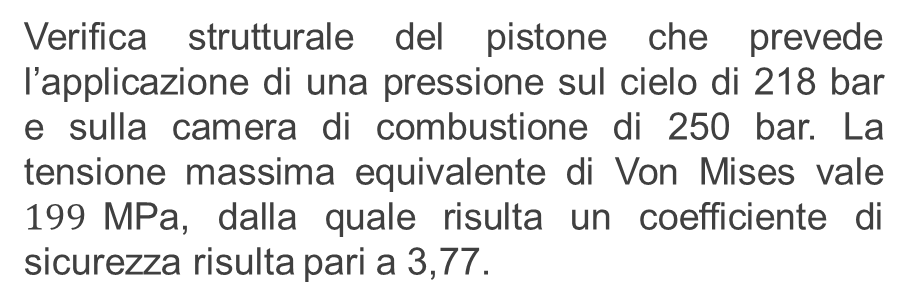 Verifica strutturale del pistone che prevede
l’applicazione di una pressione sul cielo di 218 bar
e sulla camera di combustione di 250 bar. La
tensione massima equivalente di Von Mises vale
199 MPa, dalla quale risulta un coefficiente di
sicurezza risulta pari a 3,77.